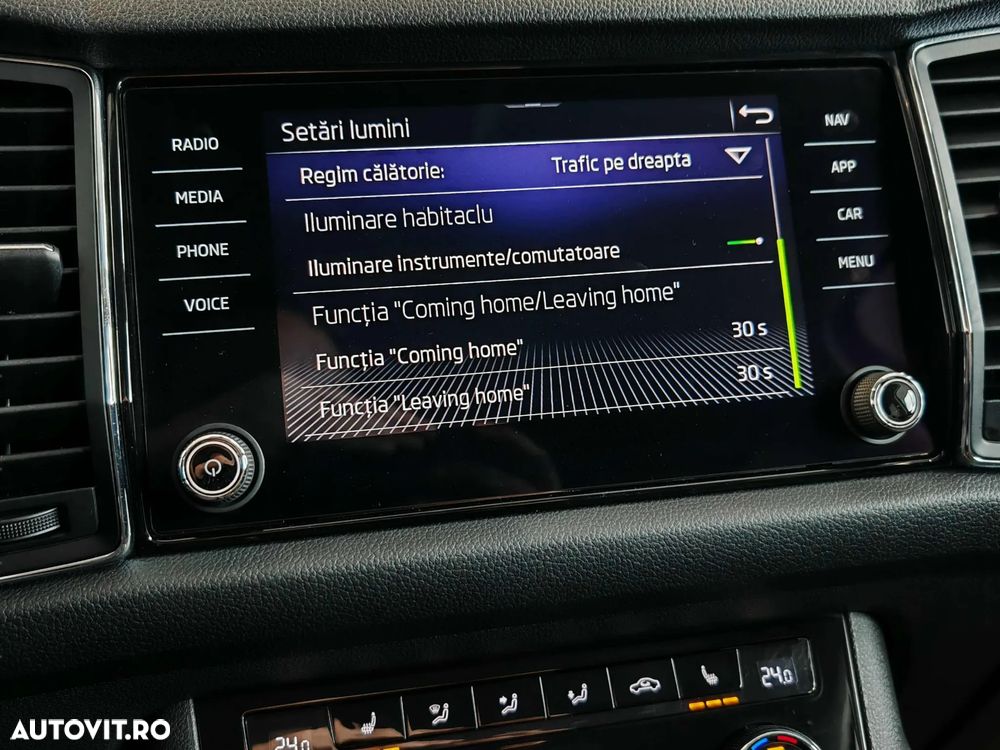 Setări lumini
Regim călătorie: Trafic pe dreapta
Iluminare habitaclu
Iluminare instrumente/comutatoare
Funcția "Coming home/Leaving home"
Funcția "Coming home" 30 s
Funcția "Leaving home" 30 s
RADIO
MEDIA
PHONE
VOICE
NAV
APP
CAR
MENU
24.0
24.0
AUTOVIT.RO